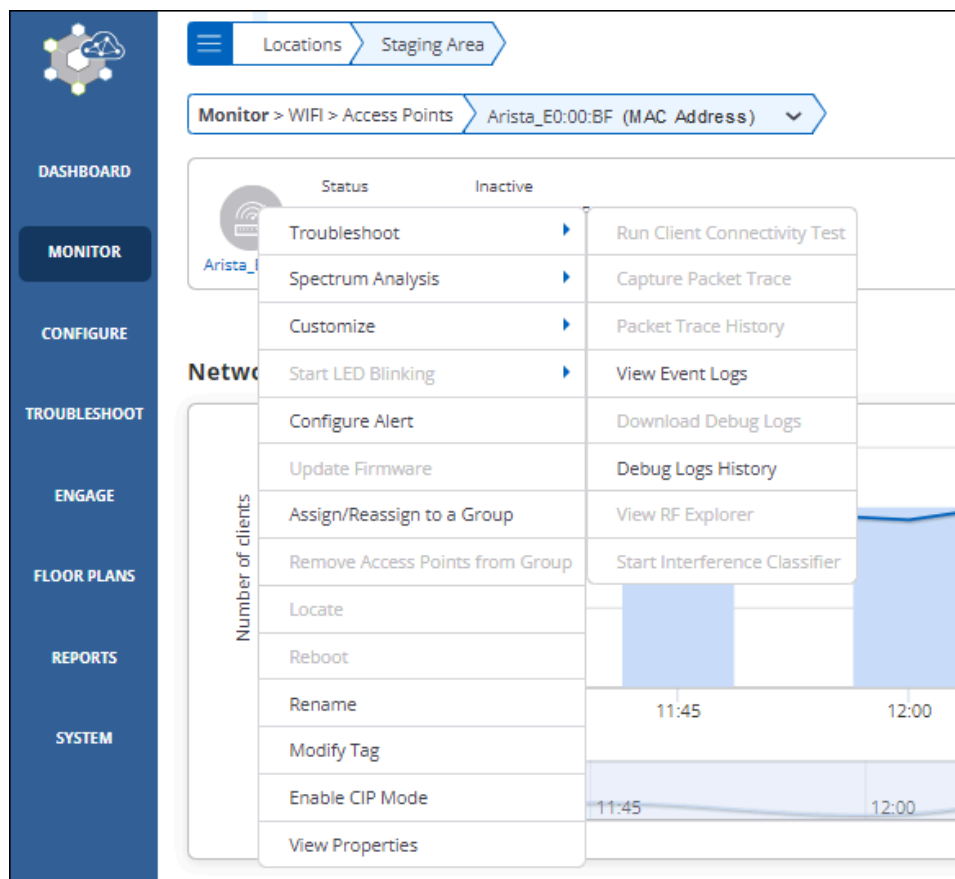 Locations
Staging Area
Monitor > WIFI > Access Points
Arista_E0:00:BF (MAC Address)
DASHBOARD
MONITOR
CONFIGURE
TROUBLESHOOT
ENGAGE
FLOOR PLANS
REPORTS
SYSTEM
Status
Inactive
Arista_
Netwo
Number of clients
Troubleshoot
Spectrum Analysis
Customize
Start LED Blinking
Configure Alert
Update Firmware
Assign/Reassign to a Group
Remove Access Points from Group
Locate
Reboot
Rename
Modify Tag
Enable CIP Mode
View Properties
Run Client Connectivity Test
Capture Packet Trace
Packet Trace History
View Event Logs
Download Debug Logs
Debug Logs History
View RF Explorer
Start Interference Classifier
11:45
12:00
11:45
12:00